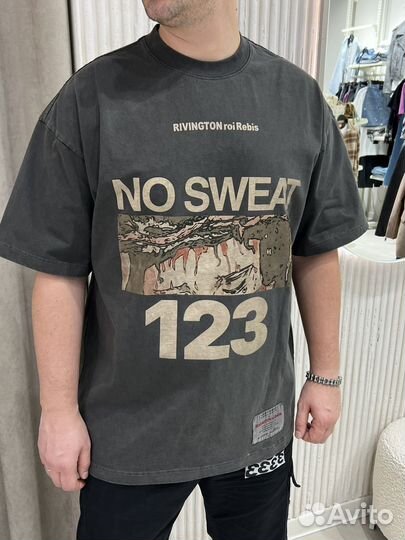 RIVINGTON roi Rebis
NO SWEAT
123
Avito